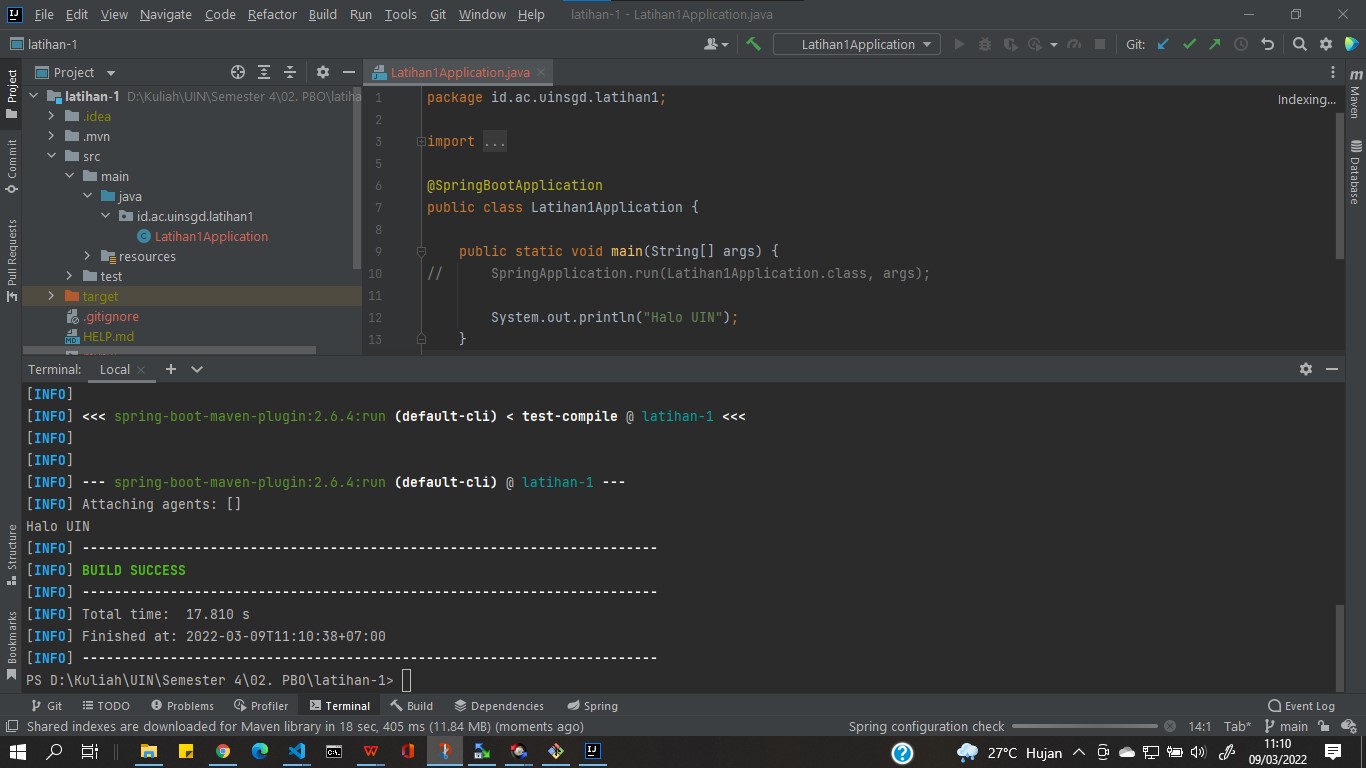 File Edit View Navigate Code Refactor Build Run Tools Git Window Help latihan-1 - Latihan1Application.java
latihan-1 Latihan1Application Git:
Project
Project
Commit
Pull Requests
Structure
Bookmarks
latihan-1 D:\Kuliah\UIN\Semester 4\02. PBO\latiha
.idea
.mvn
src
main
java
id.ac.uinsgd.latihan1
Latihan1Application
resources
test
target
.gitignore
HELP.md
Latihan1Application.java
Indexing...
1 package id.ac.uinsgd.latihan1;
2
3 import ...
5
6 @SpringBootApplication
7 public class Latihan1Application {
8
9 public static void main(String[] args) {
10 // SpringApplication.run(Latihan1Application.class, args);
11
12 System.out.println("Halo UIN");
13 }
m
Maven
Database
Terminal: Local
[INFO]
[INFO] <<< spring-boot-maven-plugin:2.6.4:run (default-cli) < test-compile @ latihan-1 <<<
[INFO]
[INFO]
[INFO] --- spring-boot-maven-plugin:2.6.4:run (default-cli) @ latihan-1 ---
[INFO] Attaching agents: []
Halo UIN
[INFO] ------------------------------------------------------------------------
[INFO] BUILD SUCCESS
[INFO] ------------------------------------------------------------------------
[INFO] Total time:  17.810 s
[INFO] Finished at: 2022-03-09T11:10:38+07:00
[INFO] ------------------------------------------------------------------------
PS D:\Kuliah\UIN\Semester 4\02. PBO\latihan-1>
Git TODO Problems Profiler Terminal Build Dependencies Spring Event Log
Shared indexes are downloaded for Maven library in 18 sec, 405 ms (11.84 MB) (moments ago) Spring configuration check 14:1 Tab* main
27°C Hujan
11:10
09/03/2022